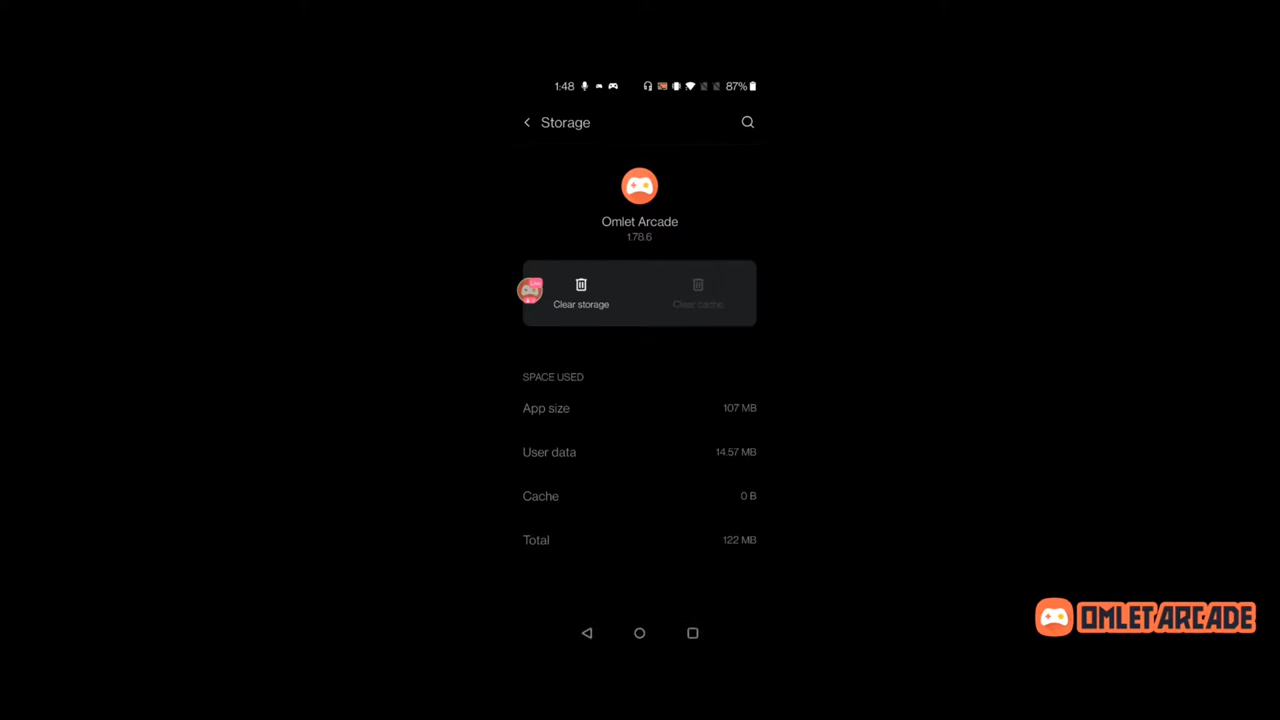 1:48
87%
Storage
Omlet Arcade
1.78.6
Live
Clear storage
Clear cache
SPACE USED
App size
107 MB
User data
14.57 MB
Cache
0 B
Total
122 MB
OMLET ARCADE